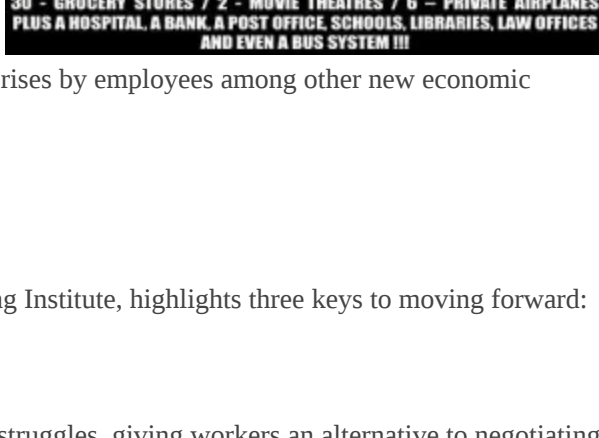 30 - GROCERY STORES / 2 - MOVIE THEATRES / 6 – PRIVATE AIRPLANES
PLUS A HOSPITAL, A BANK, A POST OFFICE, SCHOOLS, LIBRARIES, LAW OFFICES
AND EVEN A BUS SYSTEM !!!
rises by employees among other new economic
g Institute, highlights three keys to moving forward:
struggles, giving workers an alternative to negotiating